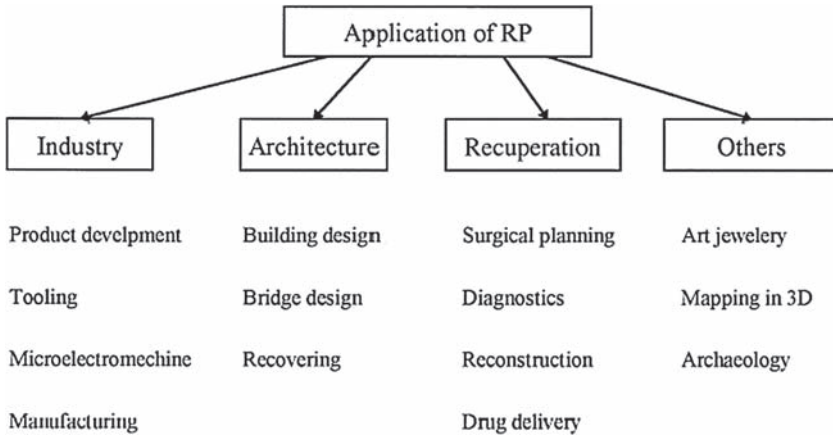 Application of RP
Industry
Architecture
Recuperation
Others
Product develpment
Building design
Surgical planning
Art jewelery
Tooling
Bridge design
Diagnostics
Mapping in 3D
Microelectromechine
Recovering
Reconstruction
Archaeology
Manufacturing
Drug delivery